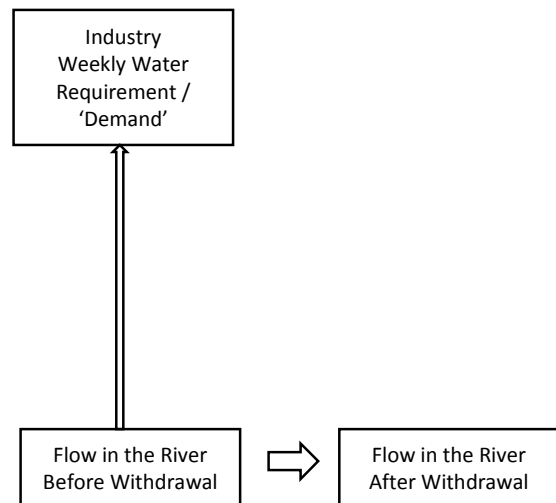 Industry
Weekly Water
Requirement /
‘Demand’
Flow in the River
Before Withdrawal
Flow in the River
After Withdrawal